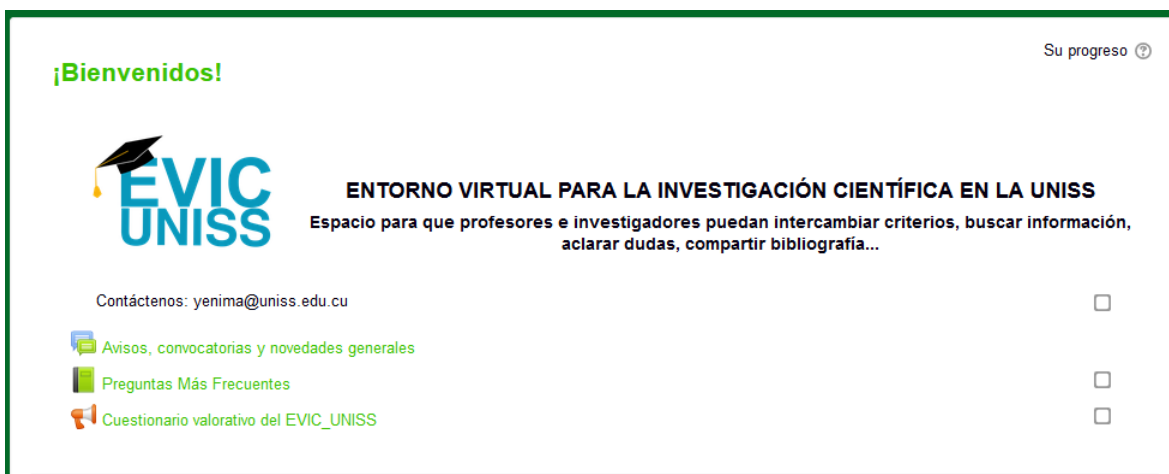 Su progreso
¡Bienvenidos!
EVIC
UNISS
ENTORNO VIRTUAL PARA LA INVESTIGACIÓN CIENTÍFICA EN LA UNISS
Espacio para que profesores e investigadores puedan intercambiar criterios, buscar información,
aclarar dudas, compartir bibliografía...
Contáctenos: yenima@uniss.edu.cu
Avisos, convocatorias y novedades generales
Preguntas Más Frecuentes
Cuestionario valorativo del EVIC_UNISS